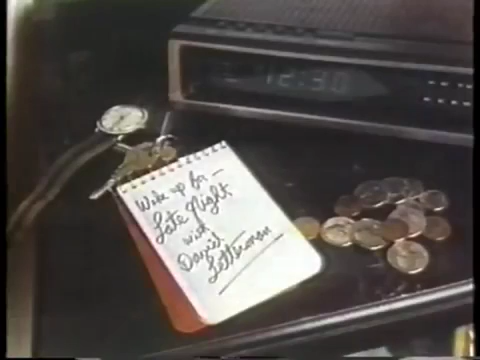 12:30
Wake up for —
Late Night
with
David
Letterman